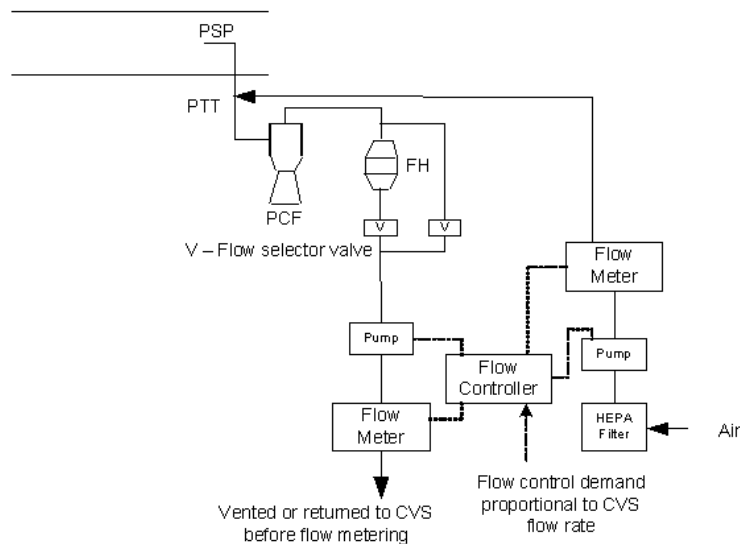 PSP
PTT
PCF
FH
V
V
V – Flow selector valve
Flow
Meter
Pump
Pump
Flow
Controller
Flow
Meter
HEPA
Filter
Air
Vented or returned to CVS
before flow metering
Flow control demand
proportional to CVS
flow rate